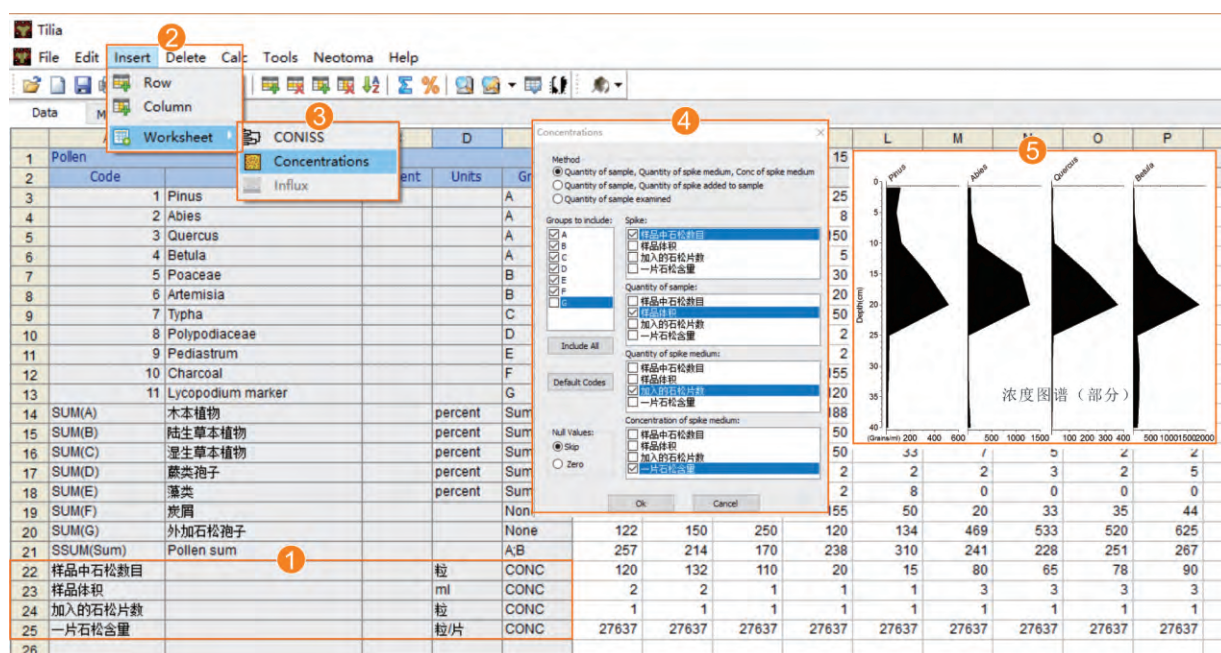 Tilia
2
File Edit Insert Delete Calc Tools Neotoma Help
Row
Column
Worksheet
3
CONISS
Concentrations
Influx
Data
D L M O P
1 Pollen 15
2 Code Units
3 1 Pinus A 25
4 2 Abies A 8
5 3 Quercus A 150
6 4 Betula A 5
7 5 Poaceae B 30
8 6 Artemisia B 20
9 7 Typha C 50
10 8 Polypodiaceae D 2
11 9 Pediastrum E 2
12 10 Charcoal F 155
13 11 Lycopodium marker G 120
14 SUM(A) 木本植物 percent Sum 188
15 SUM(B) 陆生草本植物 percent Sum 50
16 SUM(C) 湿生草本植物 percent Sum 50 33 7 5 2 2
17 SUM(D) 蕨类孢子 percent Sum 2 2 2 3 2 5
18 SUM(E) 藻类 percent Sum 2 8 0 0 0 0
19 SUM(F) 炭屑 Non 155 50 20 33 35 44
20 SUM(G) 外加石松孢子 None 122 150 250 120 134 469 533 520 625
21 SSUM(Sum) Pollen sum A;B 257 214 170 238 310 241 228 251 267
1
22 样品中石松数目 粒 CONC 120 132 110 20 15 80 65 78 90
23 样品体积 ml CONC 2 2 1 1 1 3 3 3 3
24 加入的石松片数 粒 CONC 1 1 1 1 1 1 1 1 1
25 一片石松含量 粒/片 CONC 27637 27637 27637 27637 27637 27637 27637 27637 27637
26
4
Concentrations
Method
Quantity of sample, Quantity of spike medium, Conc of spike medium
Quantity of sample, Quantity of spike added to sample
Quantity of sample examined
Groups to include:
A
B
C
D
E
F
G
Include All
Default Codes
Null Values:
Skip
Zero
Spike:
样品中石松数目
样品体积
加入的石松片数
一片石松含量
Quantity of sample:
样品中石松数目
样品体积
加入的石松片数
一片石松含量
Quantity of spike medium:
样品中石松数目
样品体积
加入的石松片数
一片石松含量
Concentration of spike medium:
样品中石松数目
样品体积
加入的石松片数
一片石松含量
Ok Cancel
5
Pinus Abies Quercus Betula
Depth(cm)
0
5
10
15
20
25
30
35
40
浓度图谱（部分）
(Grains/ml) 200 400 600 500 1000 1500 100 200 300 400 500 1000 1500 2000